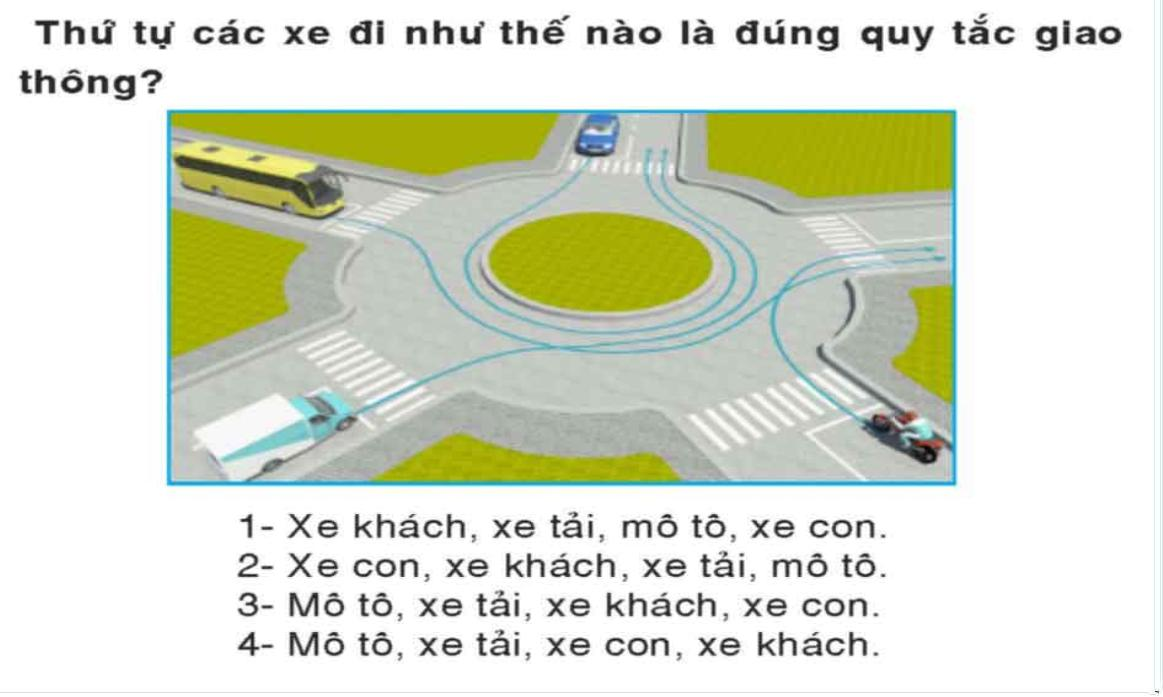 Thứ tự các xe đi như thế nào là đúng quy tắc giao
thông?
1- Xe khách, xe tải, mô tô, xe con.
2- Xe con, xe khách, xe tải, mô tô.
3- Mô tô, xe tải, xe khách, xe con.
4- Mô tô, xe tải, xe con, xe khách.